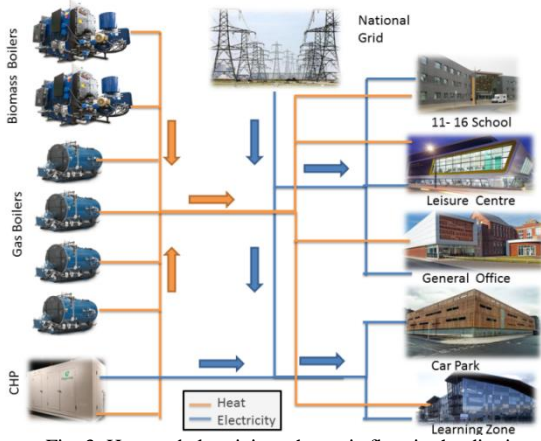 Biomass Boilers
Gas Boilers
CHP
National
Grid
11- 16 School
Leisure Centre
General Office
Car Park
Learning Zone
Heat
Electricity